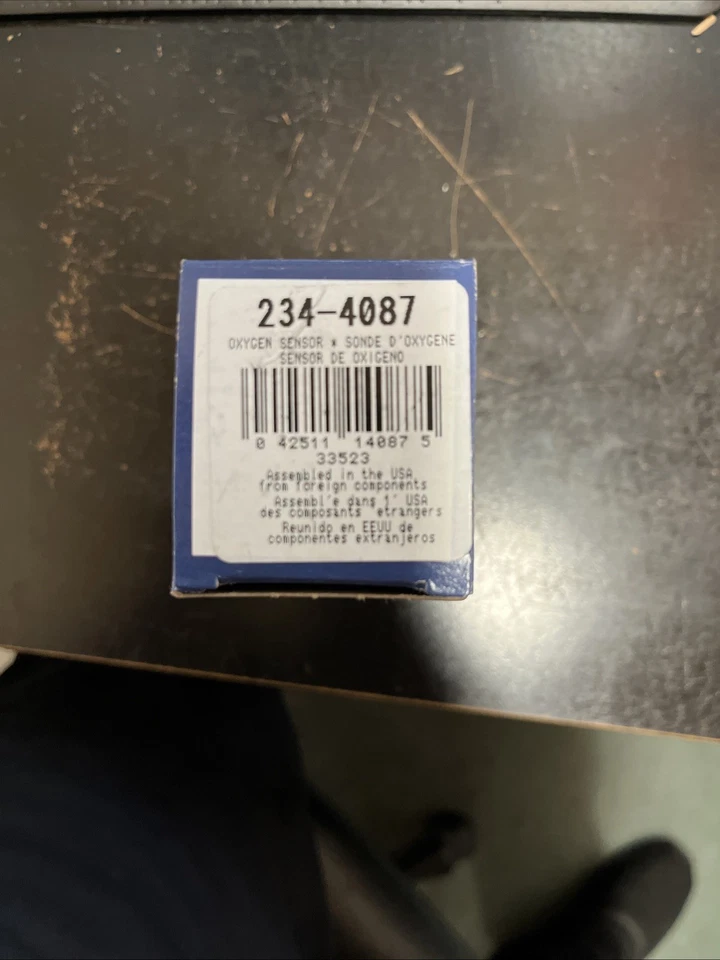 234-4087
OXYGEN SENSOR * SONDE D'OXYGENE
SENSOR DE OXIGENO
0 42511 14087 5
33523
Assembled in the USA
from foreign components
Assembl'e dans l' USA
des composants etrangers
Reunido en EEUU de
componentes extranjeros